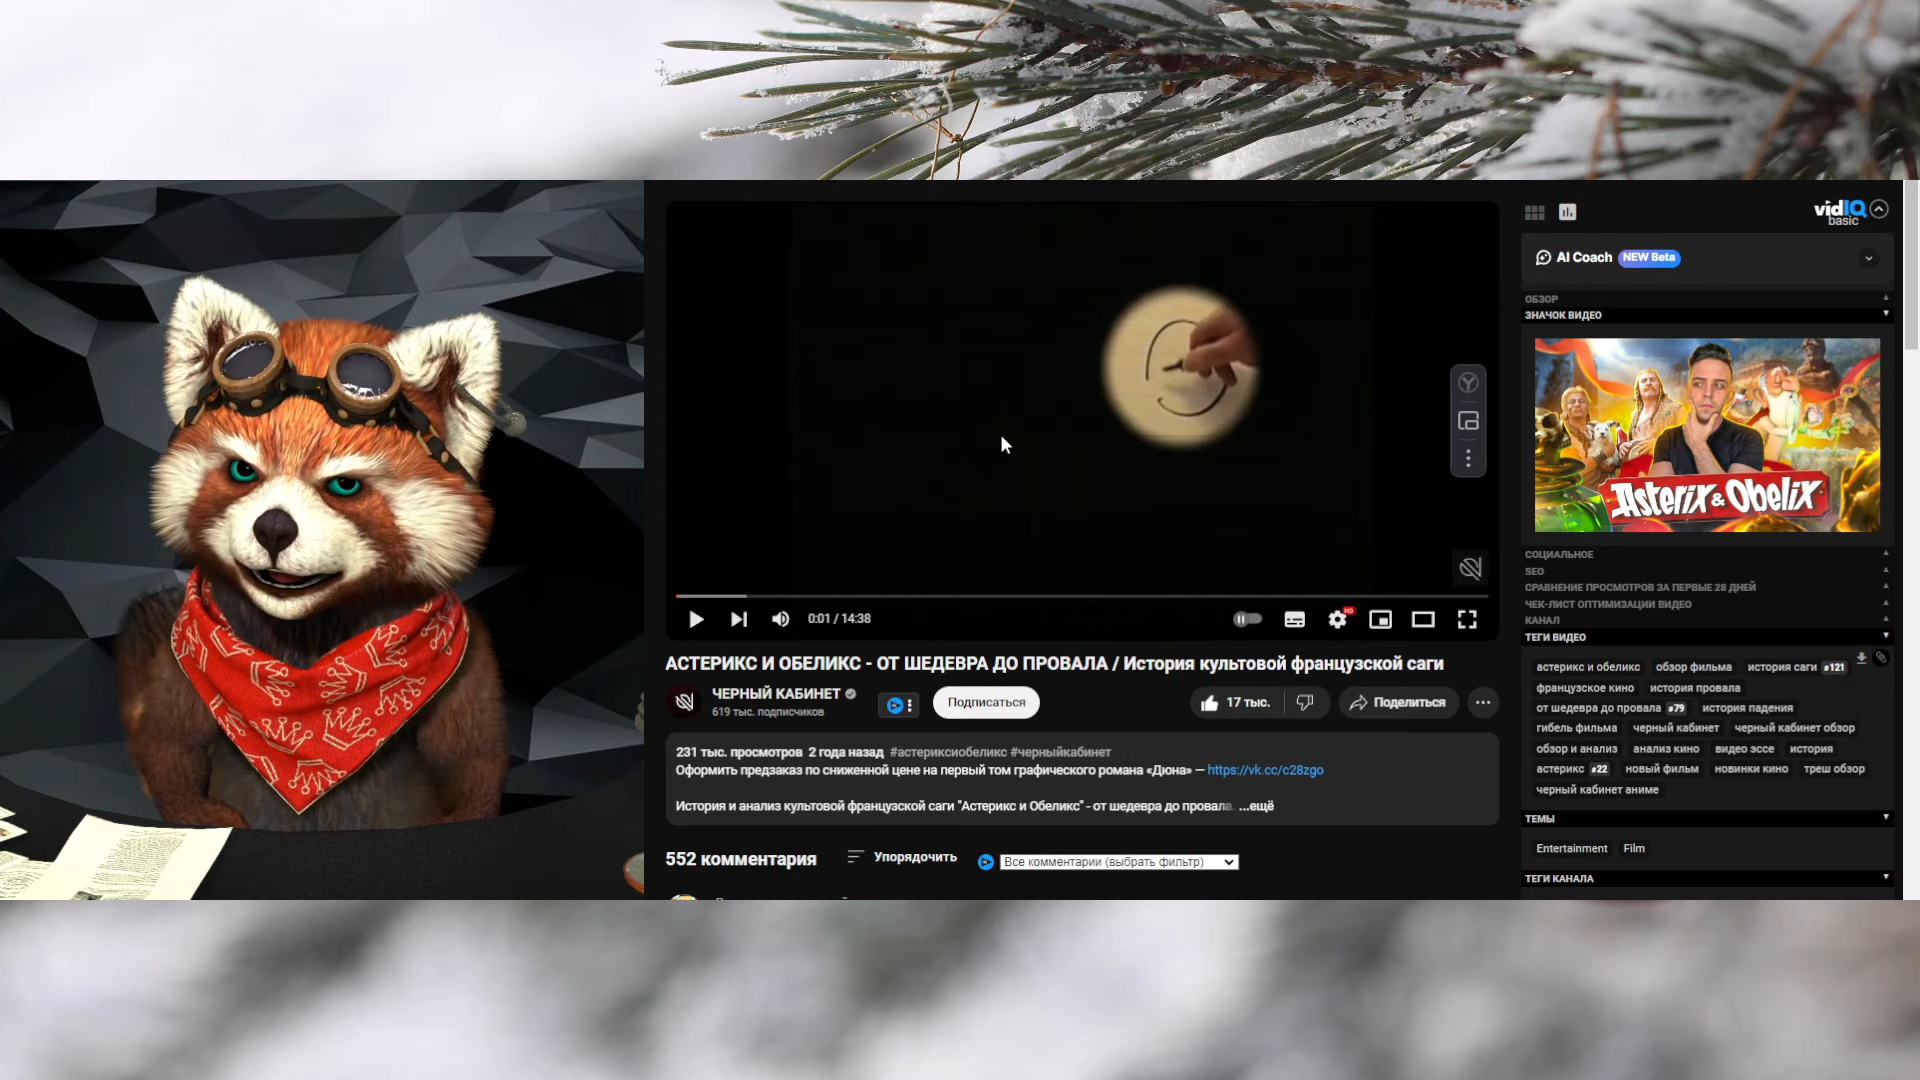 0:01 / 14:38
HD
АСТЕРИКС И ОБЕЛИКС - ОТ ШЕДЕВРА ДО ПРОВАЛА / История культовой французской саги
ЧЕРНЫЙ КАБИНЕТ
619 тыс. подписчиков
Подписаться
17 тыс.
Поделиться
231 тыс. просмотров 2 года назад #астериксиобеликс #черныйкабинет
Оформить предзаказ по сниженной цене на первый том графического романа «Дюна» — https://vk.cc/c28zgo
История и анализ культовой французской саги "Астерикс и Обеликс" - от шедевра до провала. ...ещё
552 комментария
Упорядочить
Все комментарии (выбрать фильтр)
vidIQ
basic
AI Coach NEW Beta
ОБЗОР
ЗНАЧОК ВИДЕО
Asterix & Obelix
СОЦИАЛЬНОЕ
SEO
СРАВНЕНИЕ ПРОСМОТРОВ ЗА ПЕРВЫЕ 28 ДНЕЙ
ЧЕК-ЛИСТ ОПТИМИЗАЦИИ ВИДЕО
КАНАЛ
ТЕГИ ВИДЕО
астерикс и обеликс обзор фильма история саги #121
французское кино история провала
от шедевра до провала #79 история падения
гибель фильма черный кабинет черный кабинет обзор
обзор и анализ анализ кино видео эссе история
астерикс #22 новый фильм новинки кино треш обзор
черный кабинет аниме
ТЕМЫ
Entertainment Film
ТЕГИ КАНАЛА